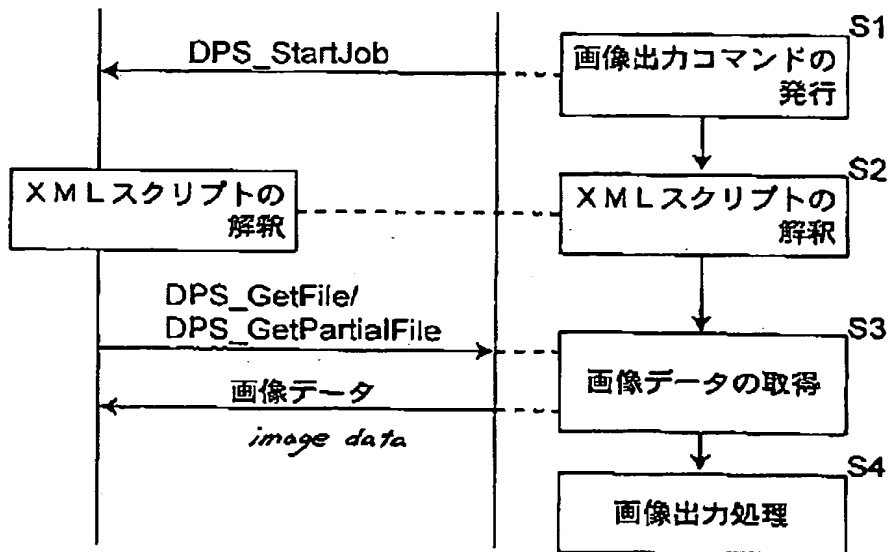 S1
DPS_StartJob
画像出力コマンドの
発行
S2
XMLスクリプトの
解釈
XMLスクリプトの
解釈
DPS_GetFile/
DPS_GetPartialFile
S3
画像データの取得
画像データ
image data
S4
画像出力処理